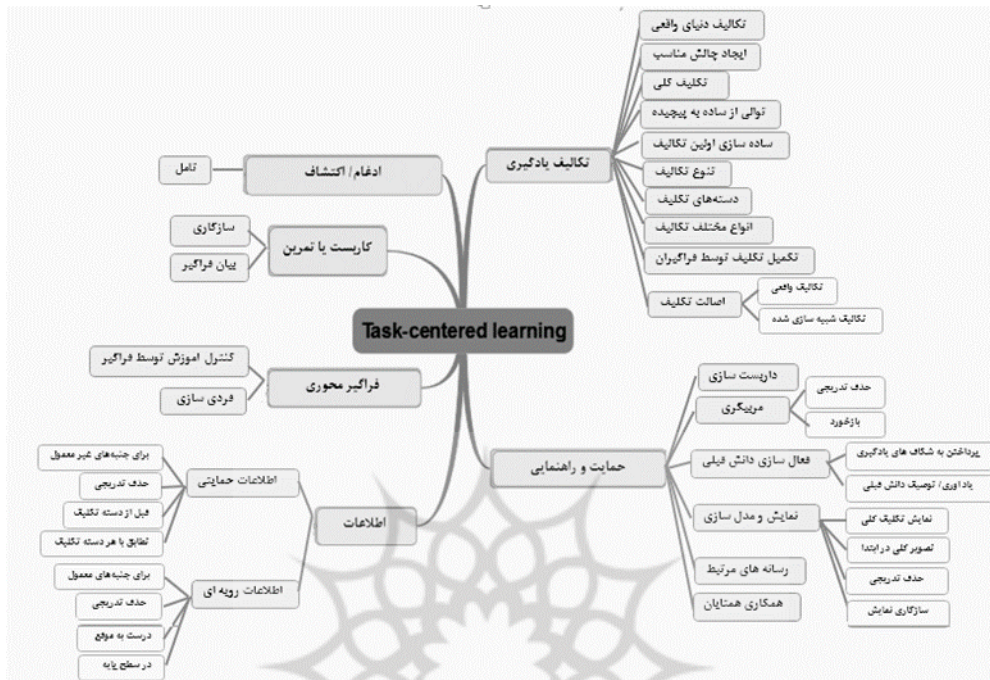 Task-centered learning
تکالیف یادگیری
تکالیف دنیای واقعی
ایجاد چالش مناسب
تکلیف کلی
توالی از ساده به پیچیده
ساده سازی اولین تکالیف
تنوع تکالیف
دسته‌های تکلیف
انواع مختلف تکالیف
تکمیل تکلیف توسط فراگیران
اصالت تکلیف
تکالیف واقعی
تکالیف شبیه سازی شده
حمایت و راهنمایی
داربست سازی
مربیگری
حذف تدریجی
بازخورد
فعال سازی دانش قبلی
پرداختن به شکاف های یادگیری
یادآوری/ توصیف دانش قبلی
نمایش و مدل سازی
نمایش تکلیف کلی
تصویر کلی در ابتدا
حذف تدریجی
سازگاری نمایش
رسانه های مرتبط
همکاری همتایان
ادغام/ اکتشاف
تامل
کاربست یا تمرین
سازگاری
بیان فراگیر
فراگیر محوری
کنترل اموزش توسط فراگیر
فردی سازی
اطلاعات
اطلاعات حمایتی
برای جنبه‌های غیر معمول
حذف تدریجی
قبل از دسته تکلیف
تطابق با هر دسته تکلیف
اطلاعات رویه ای
برای جنبه‌های معمول
حذف تدریجی
درست به موقع
در سطح پایه